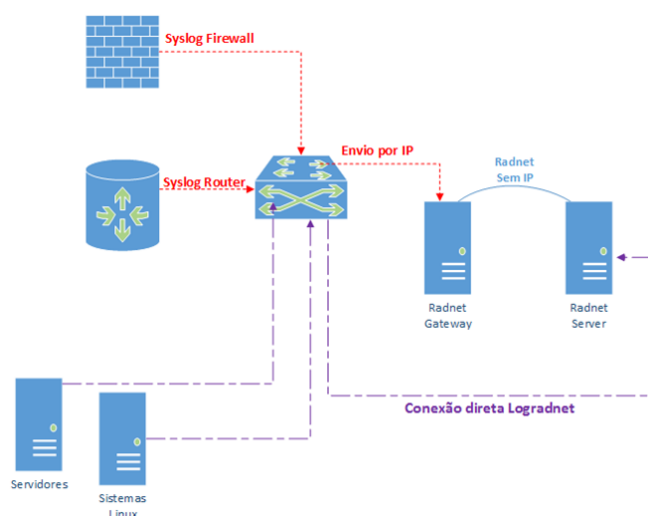 Syslog Firewall
Envio por IP
Radnet
Sem IP
Syslog Router
Radnet
Gateway
Radnet
Server
Conexão direta Logradnet
Servidores
Sistemas
Linux